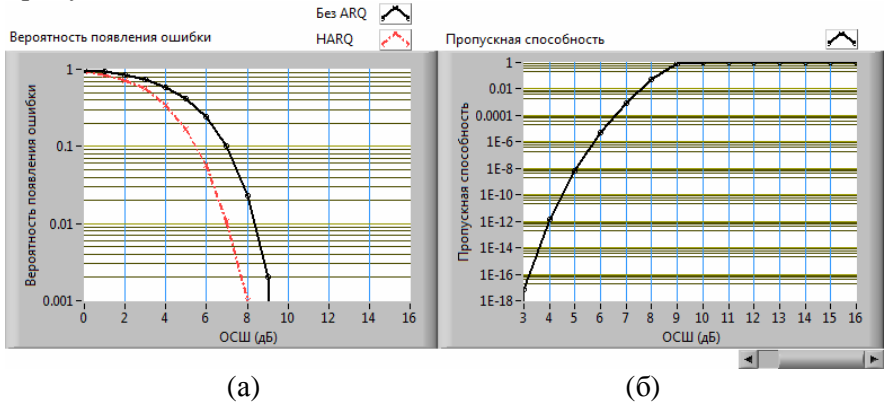 Без ARQ
HARQ
Вероятность появления ошибки
Вероятность появления ошибки
1
0.1
0.01
0.001
0 2 4 6 8 10 12 14 16
ОСШ (дБ)
(а)
Пропускная способность
Пропускная способность
1
0.01
0.0001
1E-6
1E-8
1E-10
1E-12
1E-14
1E-16
1E-18
3 4 5 6 7 8 9 10 11 12 13 14 15 16
ОСШ (дБ)
(б)